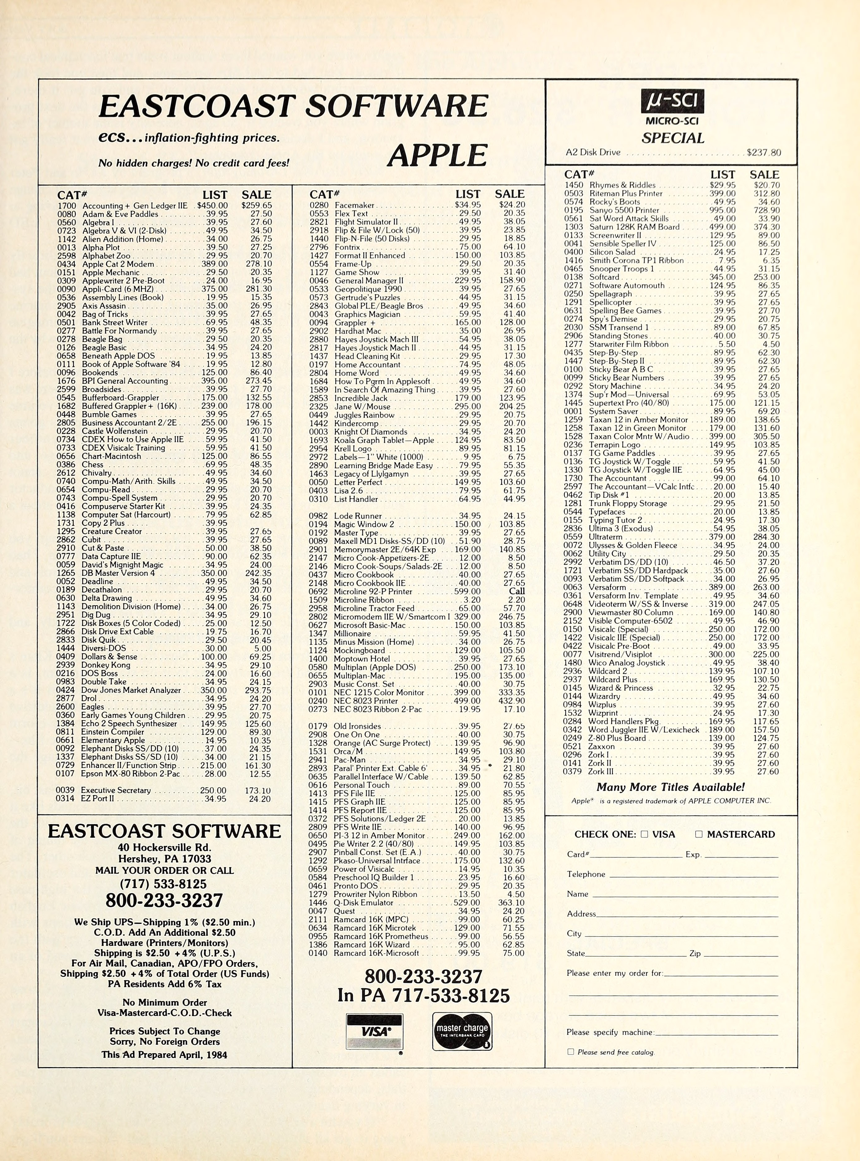 EASTCOAST SOFTWARE
ecs...inflation-fighting prices.
No hidden charges! No credit card fees!
APPLE
CAT# LIST SALE
1700 Accounting + Gen Ledger IIE $450.00 $259.65
0080 Adam & Eve Paddles 39.95 27.50
0560 Algebra I 39.95 27.60
0723 Algebra V & VI (2-Disk) 49.95 34.50
1142 Alien Addition (Home) 34.00 26.75
0013 Alpha Plot 39.50 27.25
2598 Alphabet Zoo 29.95 20.70
0434 Apple Cat 2 Modem 389.00 278.10
0151 Apple Mechanic 29.50 20.35
0309 Applewriter 2 Pre-Boot 24.00 16.95
0090 Appli-Card (6 MHZ) 375.00 281.30
0536 Assembly Lines (Book) 19.95 15.35
2905 Axis Assasin 35.00 26.95
0042 Bag of Tricks 39.95 27.65
0501 Bank Street Writer 69.95 48.35
0277 Battle For Normandy 39.95 27.65
0278 Beagle Bag 29.50 20.35
0126 Beagle Basic 34.95 24.20
0658 Beneath Apple DOS 19.95 13.85
0111 Book of Apple Software '84 19.95 12.80
0096 Bookends 125.00 86.40
1676 BPI General Accounting 395.00 273.45
2599 Broadsides 39.95 27.70
0545 Bufferboard-Grappler 175.00 132.55
1682 Buffered Grappler + (16K) 239.00 178.00
0448 Bumble Games 39.95 27.65
2805 Business Accountant 2/2E 255.00 196.15
0228 Castle Wolfenstein 29.95 20.70
0734 CDEX How to Use Apple IIE 59.95 41.50
0733 CDEX Visicalc Training 59.95 41.50
0656 Chart-Macintosh 125.00 86.55
0386 Chess 69.95 48.35
2612 Chivalry 49.95 34.60
0740 Compu-Math/Arith. Skills 49.95 34.50
0654 Compu-Read 29.95 20.70
0743 Compu-Spell System 29.95 20.70
0416 Compuserve Starter Kit 39.95 24.35
1138 Computer Sat (Harcourt) 79.95 62.85
1731 Copy 2 Plus 39.95
1295 Creature Creator 39.95 27.65
2862 Cubit 39.95 27.65
2910 Cut & Paste 50.00 38.50
0777 Data Capture IIE 90.00 62.35
0059 David's Mignight Magic 34.95 24.00
1265 DB Master Version 4 350.00 242.35
0052 Deadline 49.95 34.50
0189 Decathalon 29.95 20.70
0630 Delta Drawing 49.95 34.60
1143 Demolition Division (Home) 34.00 26.75
2951 Dig Dug 34.95 29.10
1722 Disk Boxes (5 Color Coded) 25.00 12.50
2866 Disk Drive Ext Cable 19.75 16.70
2833 Disk Quik 29.50 20.45
1444 Diversi-DOS 30.00 5.00
0409 Dollars & $ense 100.00 69.25
2939 Donkey Kong 34.95 29.10
0216 DOS Boss 24.00 16.60
0983 Double Take 34.95 24.15
0424 Dow Jones Market Analyzer 350.00 293.75
2877 Drol 34.95 24.20
2600 Eagles 39.95 27.70
0360 Early Games Young Children 29.95 20.75
1384 Echo 2 Speech Synthesizer 149.95 125.60
0811 Einstein Compiler 129.00 89.30
0661 Elementary Apple 14.95 10.35
0092 Elephant Disks SS/DD (10) 37.00 24.35
1337 Elephant Disks SS/SD (10) 34.00 21.15
0729 Enhancer II/Function Strip 215.00 161.30
0107 Epson MX-80 Ribbon 2-Pac 28.00 12.55
0039 Executive Secretary 250.00 173.10
0314 EZ Port II 34.95 24.20
EASTCOAST SOFTWARE
40 Hockersville Rd.
Hershey, PA 17033
MAIL YOUR ORDER OR CALL
(717) 533-8125
800-233-3237
We Ship UPS—Shipping 1% ($2.50 min.)
C.O.D. Add An Additional $2.50
Hardware (Printers/Monitors)
Shipping is $2.50 +4% (U.P.S.)
For Air Mail, Canadian, APO/FPO Orders,
Shipping $2.50 +4% of Total Order (US Funds)
PA Residents Add 6% Tax
No Minimum Order
Visa-Mastercard-C.O.D.-Check
Prices Subject To Change
Sorry, No Foreign Orders
This Ad Prepared April, 1984
CAT# LIST SALE
0280 Facemaker $34.95 $24.20
0553 Flex Text 29.50 20.35
2821 Flight Simulator II 49.95 38.05
2918 Flip & File W/Lock (50) 39.95 23.85
1440 Flip-N-File (50 Disks) 29.95 18.85
2796 Fontrix 75.00 64.10
1427 Format II Enhanced 150.00 103.85
0554 Frame-Up 29.50 20.35
1127 Game Show 39.95 31.40
0046 General Manager II 229.95 158.90
0533 Geopolitique 1990 39.95 27.65
0573 Gertrude's Puzzles 44.95 31.15
2843 Global PLE/Beagle Bros 49.95 34.60
0043 Graphics Magician 59.95 41.40
0094 Grappler + 165.00 128.00
2902 Hardhat Mac 35.00 26.95
2880 Hayes Joystick Mach III 54.95 38.05
2817 Hayes Joystick Mach II 44.95 31.15
1437 Head Cleaning Kit 29.95 17.30
0197 Home Accountant 74.95 48.05
2804 Home Word 49.95 34.60
1684 How To Pgrm In Applesoft 49.95 34.60
1589 In Search Of Amazing Thing 39.95 27.60
2853 Incredible Jack 179.00 123.95
2325 Jane W/Mouse 295.00 204.25
0449 Juggles Rainbow 29.95 20.75
1442 Kindercomp 29.95 20.70
0003 Knight Of Diamonds 34.95 24.20
1693 Koala Graph Tablet—Apple 124.95 83.50
2954 Krell Logo 89.95 81.15
2972 Labels—1" White (1000) 9.95 6.75
2890 Learning Bridge Made Easy 79.95 55.35
1463 Legacy of Llylgamyn 39.95 27.65
0050 Letter Perfect 149.95 103.60
0403 Lisa 2.6 79.95 61.75
0310 List Handler 64.95 44.95
0982 Lode Runner 34.95 24.15
0194 Magic Window 2 150.00 103.85
0192 Master Type 39.95 27.65
0089 Maxell MD1 Disks-SS/DD (10) 51.90 28.75
2901 Memorymaster 2E/64K Exp 169.00 140.85
2147 Micro Cook-Appetizers-2E 12.00 8.50
2146 Micro Cook-Soups/Salads-2E 12.00 8.50
0437 Micro Cookbook 40.00 27.65
2148 Micro Cookbook IIE 40.00 27.65
0692 Microline 92-P Printer 599.00 Call
1509 Microline Ribbon 3.20 2.20
2958 Microline Tractor Feed 65.00 57.70
2802 Micromodem IIE W/Smartcom I 329.00 246.75
0627 Microsoft Basic-Mac 150.00 103.85
1347 Millionaire 59.95 41.50
1135 Minus Mission (Home) 34.00 26.75
1124 Mockingboard 129.00 105.50
1400 Moptown Hotel 39.95 27.65
0580 Multiplan (Apple DOS) 250.00 173.10
0655 Multiplan-Mac 195.00 135.00
2903 Music Const. Set 40.00 30.75
0101 NEC 1215 Color Monitor 399.00 333.35
0240 NEC 8023 Printer 499.00 432.90
0273 NEC 8023 Ribbon 2-Pac 19.95 17.10
0179 Old Ironsides 39.95 27.65
2908 One On One 40.00 30.75
1328 Orange (AC Surge Protect) 139.95 96.90
1531 Orca/M 149.95 103.80
2941 Pac-Man 34.95 29.10
2893 Paral' Printer Ext. Cable 6' 34.95 21.80
0635 Parallel Interface W/Cable 139.50 62.85
0616 Personal Touch 89.00 70.55
1413 PFS File IIE 125.00 85.95
1415 PFS Graph IIE 125.00 85.95
1414 PFS Report IIE 125.00 85.95
0372 PFS Solutions/Ledger 2E 20.00 13.85
2809 PFS Write IIE 140.00 96.95
0650 PI-3 12 in Amber Monitor 249.00 162.00
0495 Pie Writer 2.2 (40/80) 149.95 103.85
2907 Pinball Const. Set (E.A.) 40.00 30.75
1292 Pkaso-Universal Intrface 175.00 132.60
0659 Power of Visicalc 14.95 10.35
0584 Preschool IQ Builder 1 23.95 16.60
0461 Pronto DOS 29.95 20.35
1279 Prowriter Nylon Ribbon 13.50 4.50
1446 Q-Disk Emulator 529.00 363.10
0047 Quest 34.95 24.20
2111 Ramcard 16K (MPC) 99.00 60.25
0634 Ramcard 16K Microtek 129.00 71.55
0955 Ramcard 16K Prometheus 99.00 56.55
1386 Ramcard 16K Wizard 95.00 62.85
0140 Ramcard 16K-Microsoft 99.95 75.00
800-233-3237
In PA 717-533-8125
VISA®
master charge
THE INTERBANK CARD
µ-SCI
MICRO-SCI
SPECIAL
A2 Disk Drive $237.80
CAT# LIST SALE
1450 Rhymes & Riddles $29.95 $20.70
0503 Riteman Plus Printer 399.00 312.80
0574 Rocky's Boots 49.95 34.60
0195 Sanyo 5500 Printer 995.00 728.90
0561 Sat Word Attack Skills 49.00 33.90
1303 Saturn 128K RAM Board 499.00 374.30
0133 Screenwriter II 129.95 89.00
0041 Sensible Speller IV 125.00 86.50
0400 Silicon Salad 24.95 17.25
1416 Smith Corona TP1 Ribbon 7.95 6.35
0465 Snooper Troops 1 44.95 31.15
0138 Softcard 345.00 253.00
0271 Software Automouth 124.95 86.35
0250 Spellagraph 39.95 27.65
1291 Spellicopter 39.95 27.65
0631 Spelling Bee Games 39.95 27.70
0274 Spy's Demise 29.95 20.75
2030 SSM Transend 1 89.00 67.85
2906 Standing Stones 40.00 30.75
1277 Starwriter Film Ribbon 5.50 4.50
0435 Step-By-Step 89.95 62.30
1447 Step-By-Step II 89.95 62.30
0100 Sticky Bear A B C 39.95 27.65
0099 Sticky Bear Numbers 39.95 27.65
0292 Story Machine 34.95 24.20
1374 Sup'r Mod—Universal 69.95 53.05
1445 Supertext Pro (40/80) 175.00 121.15
0001 System Saver 89.95 69.20
1259 Taxan 12 in Amber Monitor 189.00 138.65
1258 Taxan 12 in Green Monitor 179.00 131.60
1528 Taxan Color Mntr W/Audio 399.00 305.50
0236 Terrapin Logo 149.95 103.85
0137 TG Game Paddles 39.95 27.65
0136 TG Joystick W/Toggle 59.95 41.50
1330 TG Joystick W/Toggle IIE 64.95 45.00
1730 The Accountant 99.00 64.10
2597 The Accountant—VCalc Intfc 20.00 15.40
0462 Tip Disk #1 20.00 13.85
1281 Trunk Floppy Storage 29.95 21.50
0544 Typefaces 20.00 13.85
0155 Typing Tutor 2 24.95 17.30
2836 Ultima 3 (Exodus) 54.95 38.05
0559 Ultraterm 379.00 284.30
0072 Ulysses & Golden Fleece 34.95 24.00
0062 Utility City 29.50 20.35
2992 Verbatim DS/DD (10) 46.50 37.20
1721 Verbatim SS/DD Hardpack 35.00 27.60
0093 Verbatim SS/DD Softpack 34.00 26.95
0063 Versaform 389.00 263.00
0361 Versaform Inv. Template 49.95 34.60
0648 Videoterm W/SS & Inverse 319.00 247.05
2900 Viewmaster 80 Column 169.00 140.80
2152 Visible Computer-6502 49.95 46.90
0150 Visicalc (Special) 250.00 172.00
1422 Visicalc IIE (Special) 250.00 172.00
0422 Visicalc Pre-Boot 49.00 33.95
0077 Visitrend/Visiplot 300.00 225.00
1480 Wico Analog Joystick 49.95 38.40
2936 Wildcard 2 139.95 107.10
2937 Wildcard Plus 169.95 130.50
0145 Wizard & Princess 32.95 22.75
0144 Wizardry 49.95 34.60
0984 Wizplus 39.95 27.65
1532 Wizprint 24.95 17.30
0284 Word Handlers Pkg. 169.95 117.65
0342 Word Juggler IIE W/Lexicheck 189.00 157.50
0249 Z-80 Plus Board 139.00 124.75
0521 Zaxxon 39.95 27.60
0296 Zork I 39.95 27.60
0141 Zork II 39.95 27.60
0379 Zork III 39.95 27.60
Many More Titles Available!
Apple® is a registered trademark of APPLE COMPUTER INC
CHECK ONE: □ VISA □ MASTERCARD
Card# Exp.
Telephone
Name
Address
City
State Zip
Please enter my order for:
Please specify machine:
□ Please send free catalog